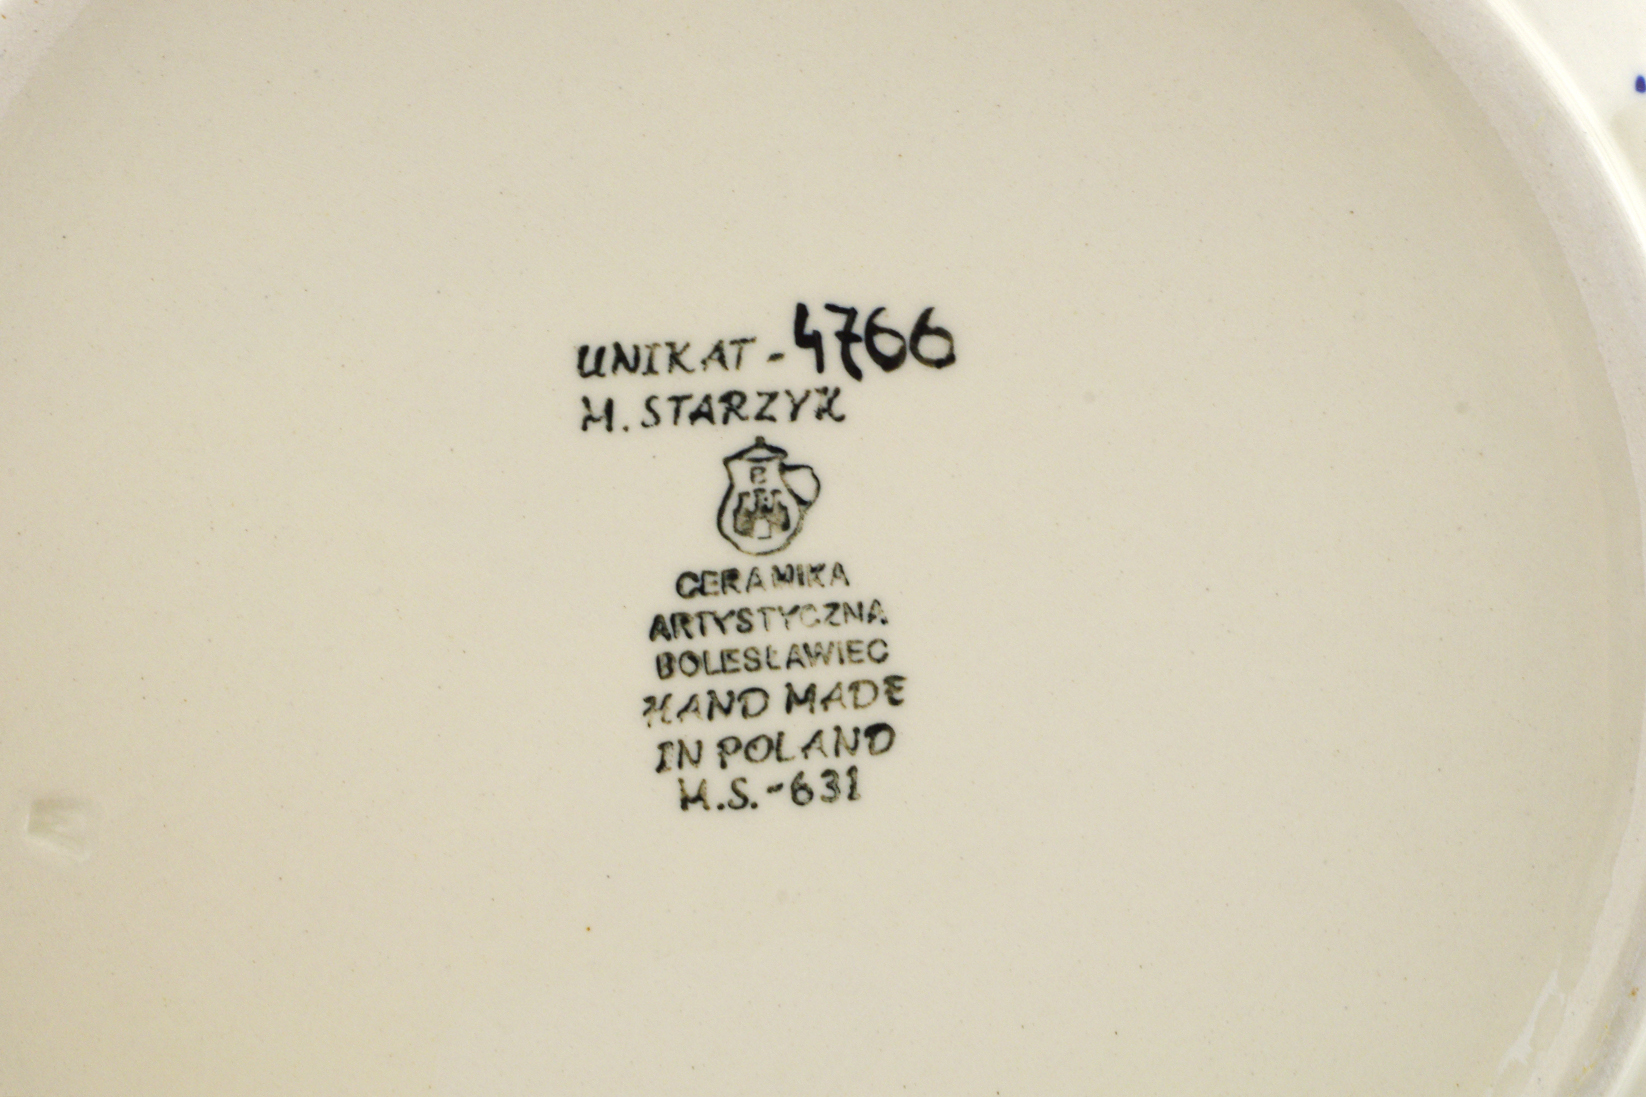 UNIKAT - 4766
M. STARZYK
B
CERAMIKA
ARTYSTYCZNA
BOLESŁAWIEC
HAND MADE
IN POLAND
M.S.-631